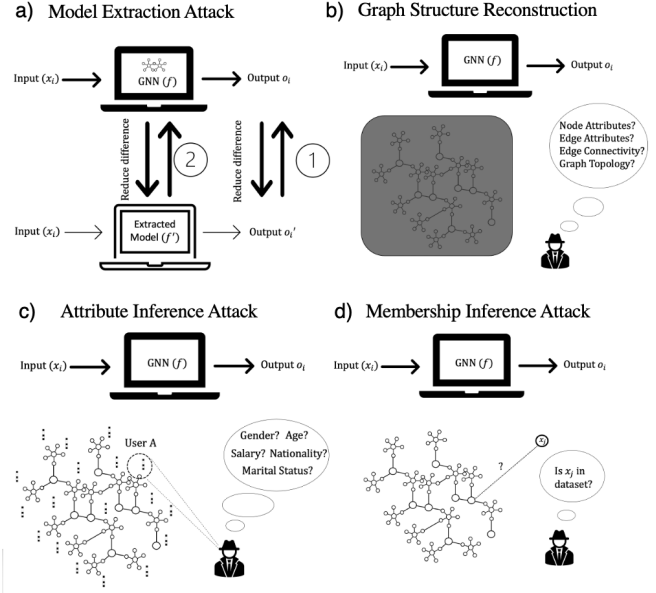 a) Model Extraction Attack
Input (xᵢ)
GNN (f)
Output oᵢ
Reduce difference
2
Reduce difference
1
Input (xᵢ)
Extracted
Model (f′)
Output oᵢ′
b) Graph Structure Reconstruction
Input (xᵢ)
GNN (f)
Output oᵢ
Node Attributes?
Edge Attributes?
Edge Connectivity?
Graph Topology?
c) Attribute Inference Attack
Input (xᵢ)
GNN (f)
Output oᵢ
User A
Gender? Age?
Salary? Nationality?
Marital Status?
d) Membership Inference Attack
Input (xᵢ)
GNN (f)
Output oᵢ
xⱼ
?
Is xⱼ in
dataset?